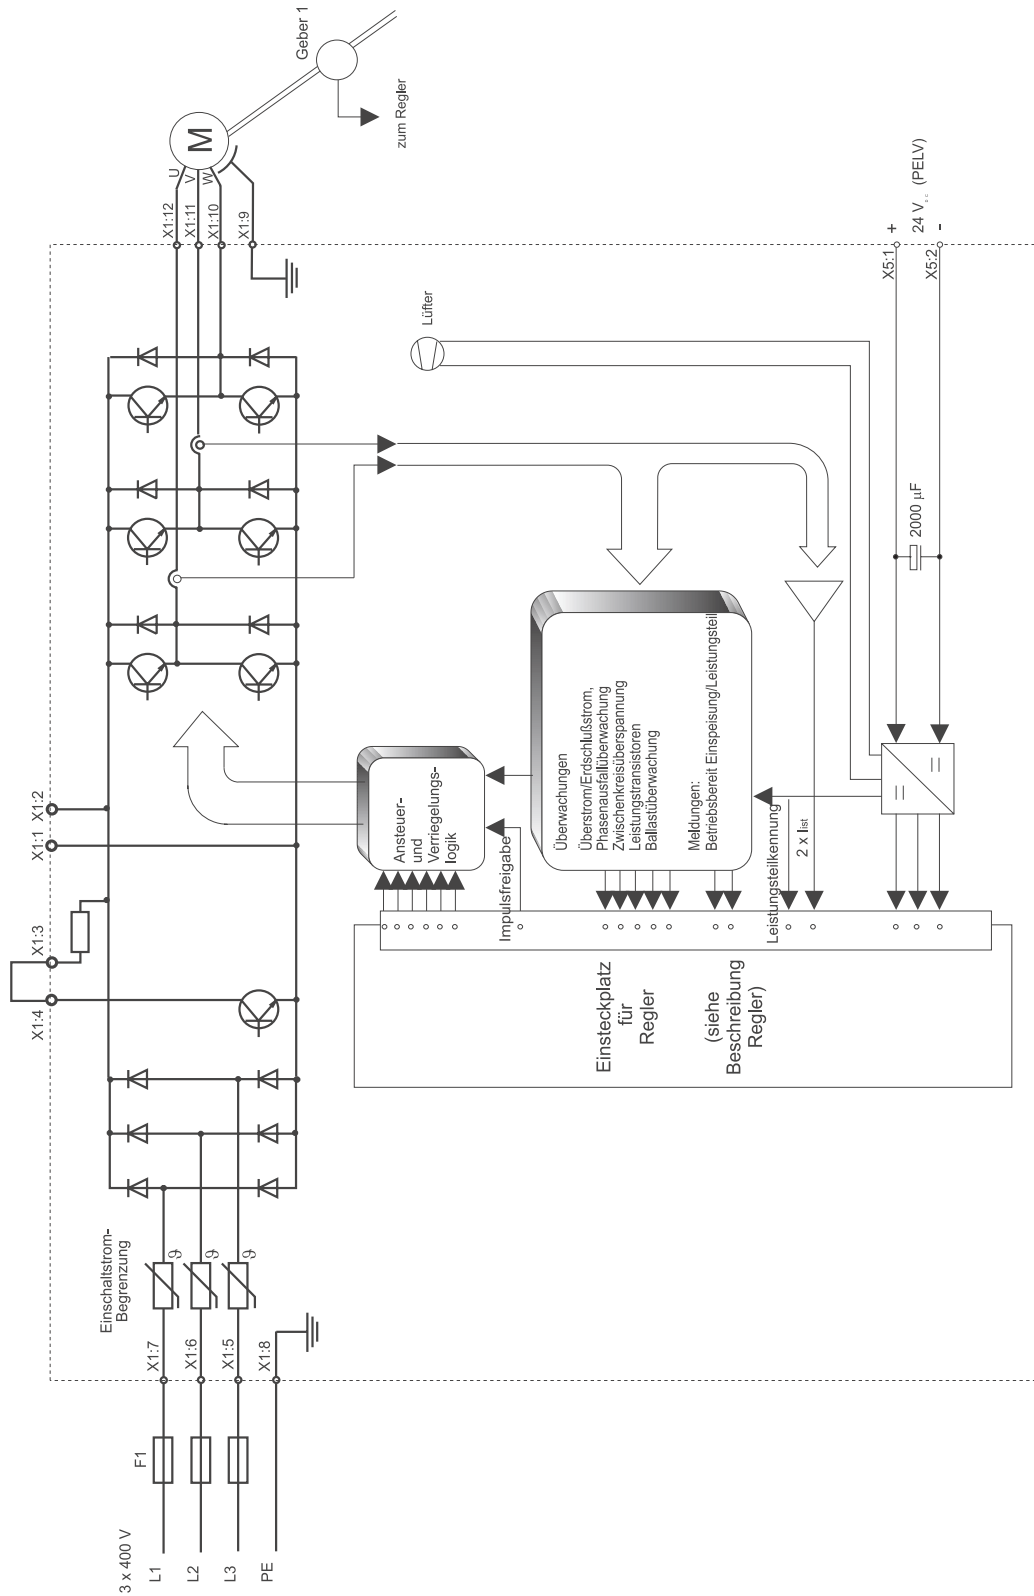 3 x 400 V
L1
L2
L3
PE
F1
X1:7
X1:6
X1:5
X1:8
Einschaltstrom-
Begrenzung
ϑ
ϑ
ϑ
X1:4
X1:3
X1:1
X1:2
X1:12
X1:11
X1:10
X1:9
U
V
W
M
Geber 1
zum Regler
Lüfter
Ansteuer-
und
Verriegelungs-
logik
Impulsfreigabe
Überwachungen
Überstrom/Erdschlußstrom,
Phasenausfallüberwachung
Zwischenkreisüberspannung
Leistungstransistoren
Ballastüberwachung
Meldungen:
Betriebsbereit Einspeisung/Leistungsteil
Leistungsteilkennung
2 x Iist
Einsteckplatz
für
Regler
(siehe
Beschreibung
Regler)
2000 µF
X5:1
X5:2
+
24 V (PELV)
-